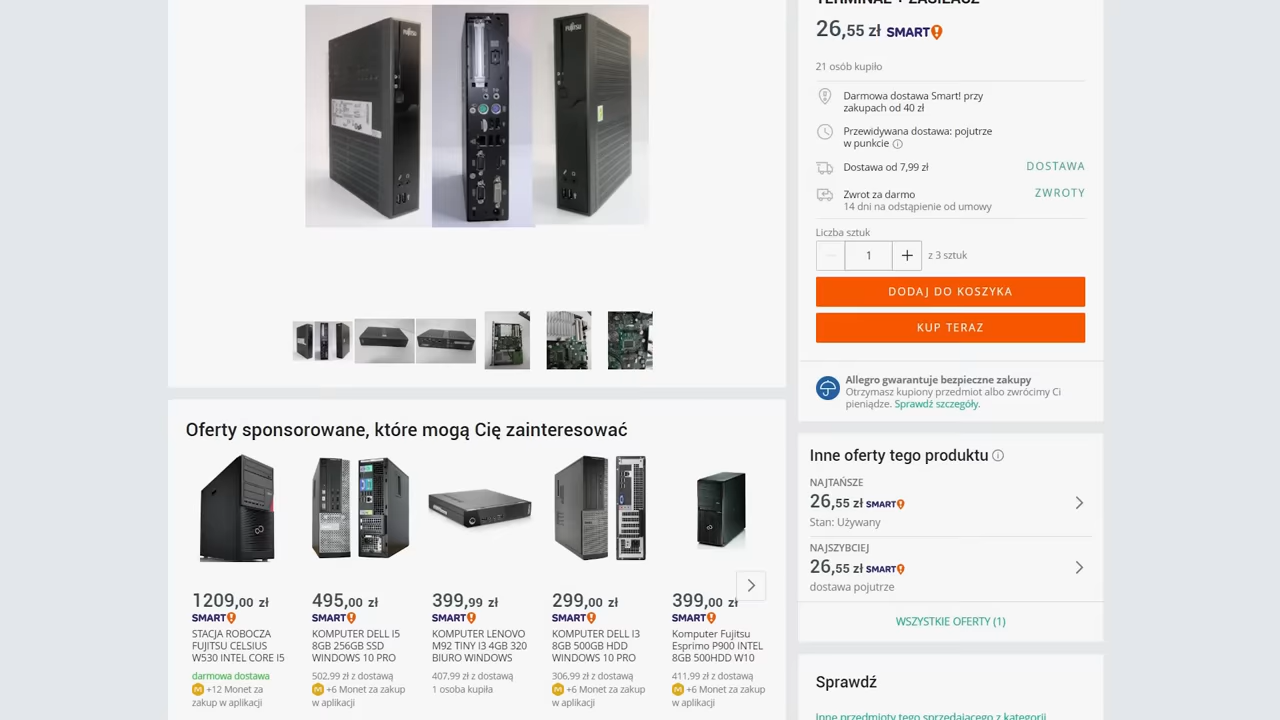 TERMINAL + ZASILACZ
26,55 zł SMART!
21 osób kupiło
Darmowa dostawa Smart! przy
zakupach od 40 zł
Przewidywana dostawa: pojutrze
w punkcie
Dostawa od 7,99 zł
DOSTAWA
Zwrot za darmo
14 dni na odstąpienie od umowy
ZWROTY
Liczba sztuk
1
+
z 3 sztuk
DODAJ DO KOSZYKA
KUP TERAZ
Allegro gwarantuje bezpieczne zakupy
Otrzymasz kupiony przedmiot albo zwrócimy Ci
pieniądze. Sprawdź szczegóły.
Inne oferty tego produktu
NAJTAŃSZE
26,55 zł SMART!
Stan: Używany
NAJSZYBCIEJ
26,55 zł SMART!
dostawa pojutrze
WSZYSTKIE OFERTY (1)
Sprawdź
Inne przedmioty tego sprzedającego z kategorii
FUJITSU
FUJITSU
Oferty sponsorowane, które mogą Cię zainteresować
1209,00 zł
SMART!
STACJA ROBOCZA
FUJITSU CELSIUS
W530 INTEL CORE I5
darmowa dostawa
+12 Monet za
zakup w aplikacji
495,00 zł
SMART!
KOMPUTER DELL I5
8GB 256GB SSD
WINDOWS 10 PRO
502,99 zł z dostawą
+6 Monet za zakup
w aplikacji
399,99 zł
SMART!
KOMPUTER LENOVO
M92 TINY I3 4GB 320
BIURO WINDOWS
407,99 zł z dostawą
1 osoba kupiła
299,00 zł
SMART!
KOMPUTER DELL I3
8GB 500GB HDD
WINDOWS 10 PRO
306,99 zł z dostawą
+6 Monet za zakup
w aplikacji
399,00 zł
SMART!
Komputer Fujitsu
Esprimo P900 INTEL
8GB 500HDD W10
411,99 zł z dostawą
+6 Monet za zakup
w aplikacji